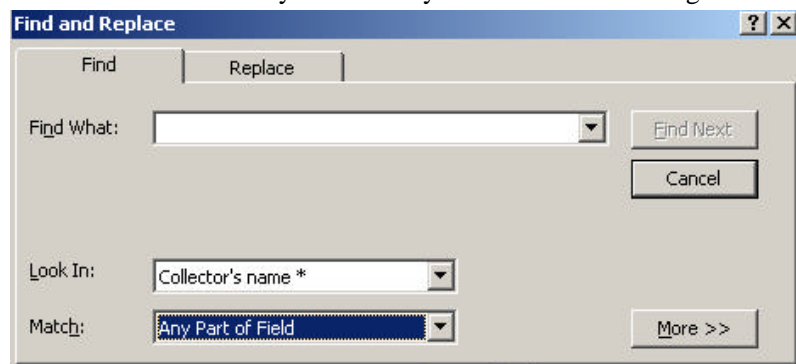 Find and Replace
Find Replace
Find What: Find Next
Cancel
Look In: Collector's name *
Match: Any Part of Field More >>